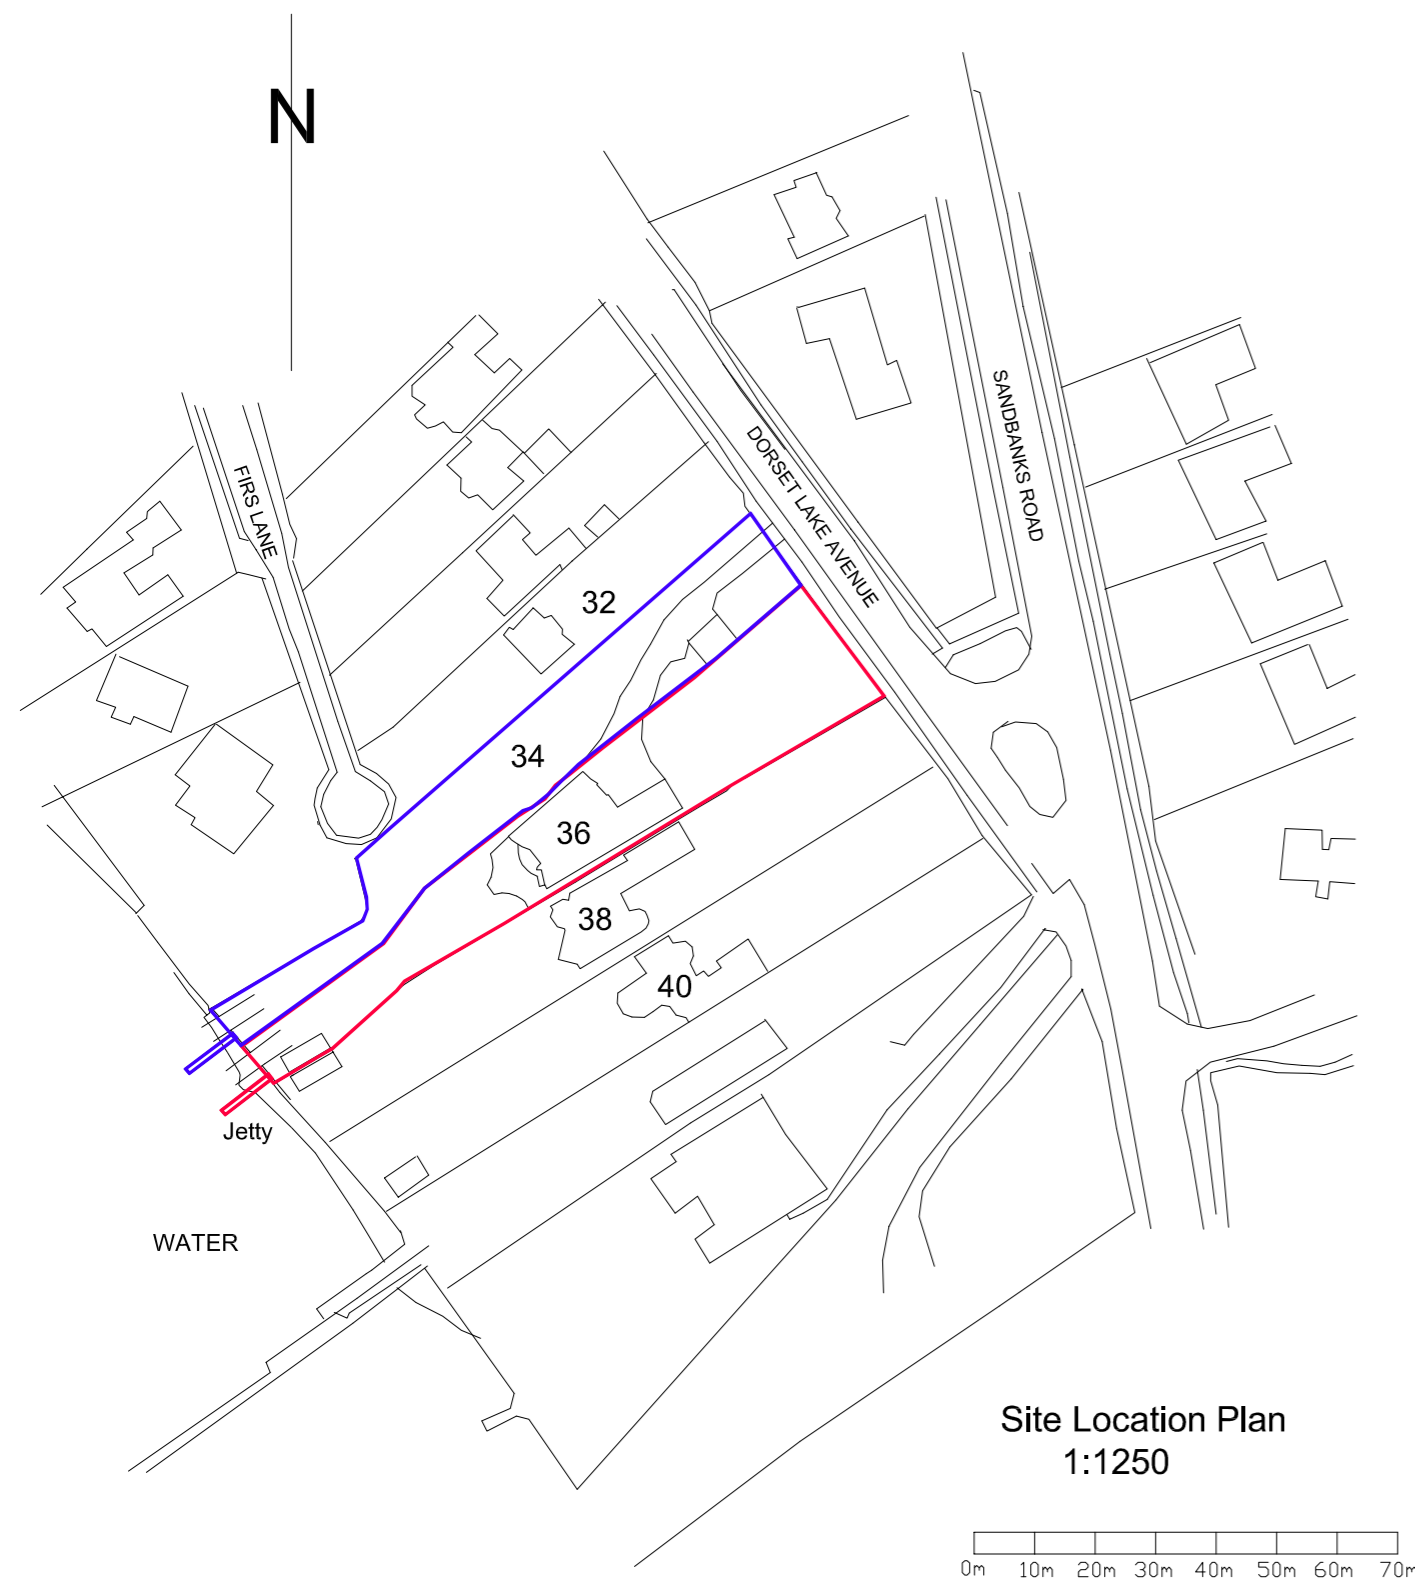 N
FIRS LANE
DORSET LAKE AVENUE
SANDBANKS ROAD
32
34
36
38
40
Jetty
WATER
Site Location Plan
1:1250
0m 10m 20m 30m 40m 50m 60m 70m